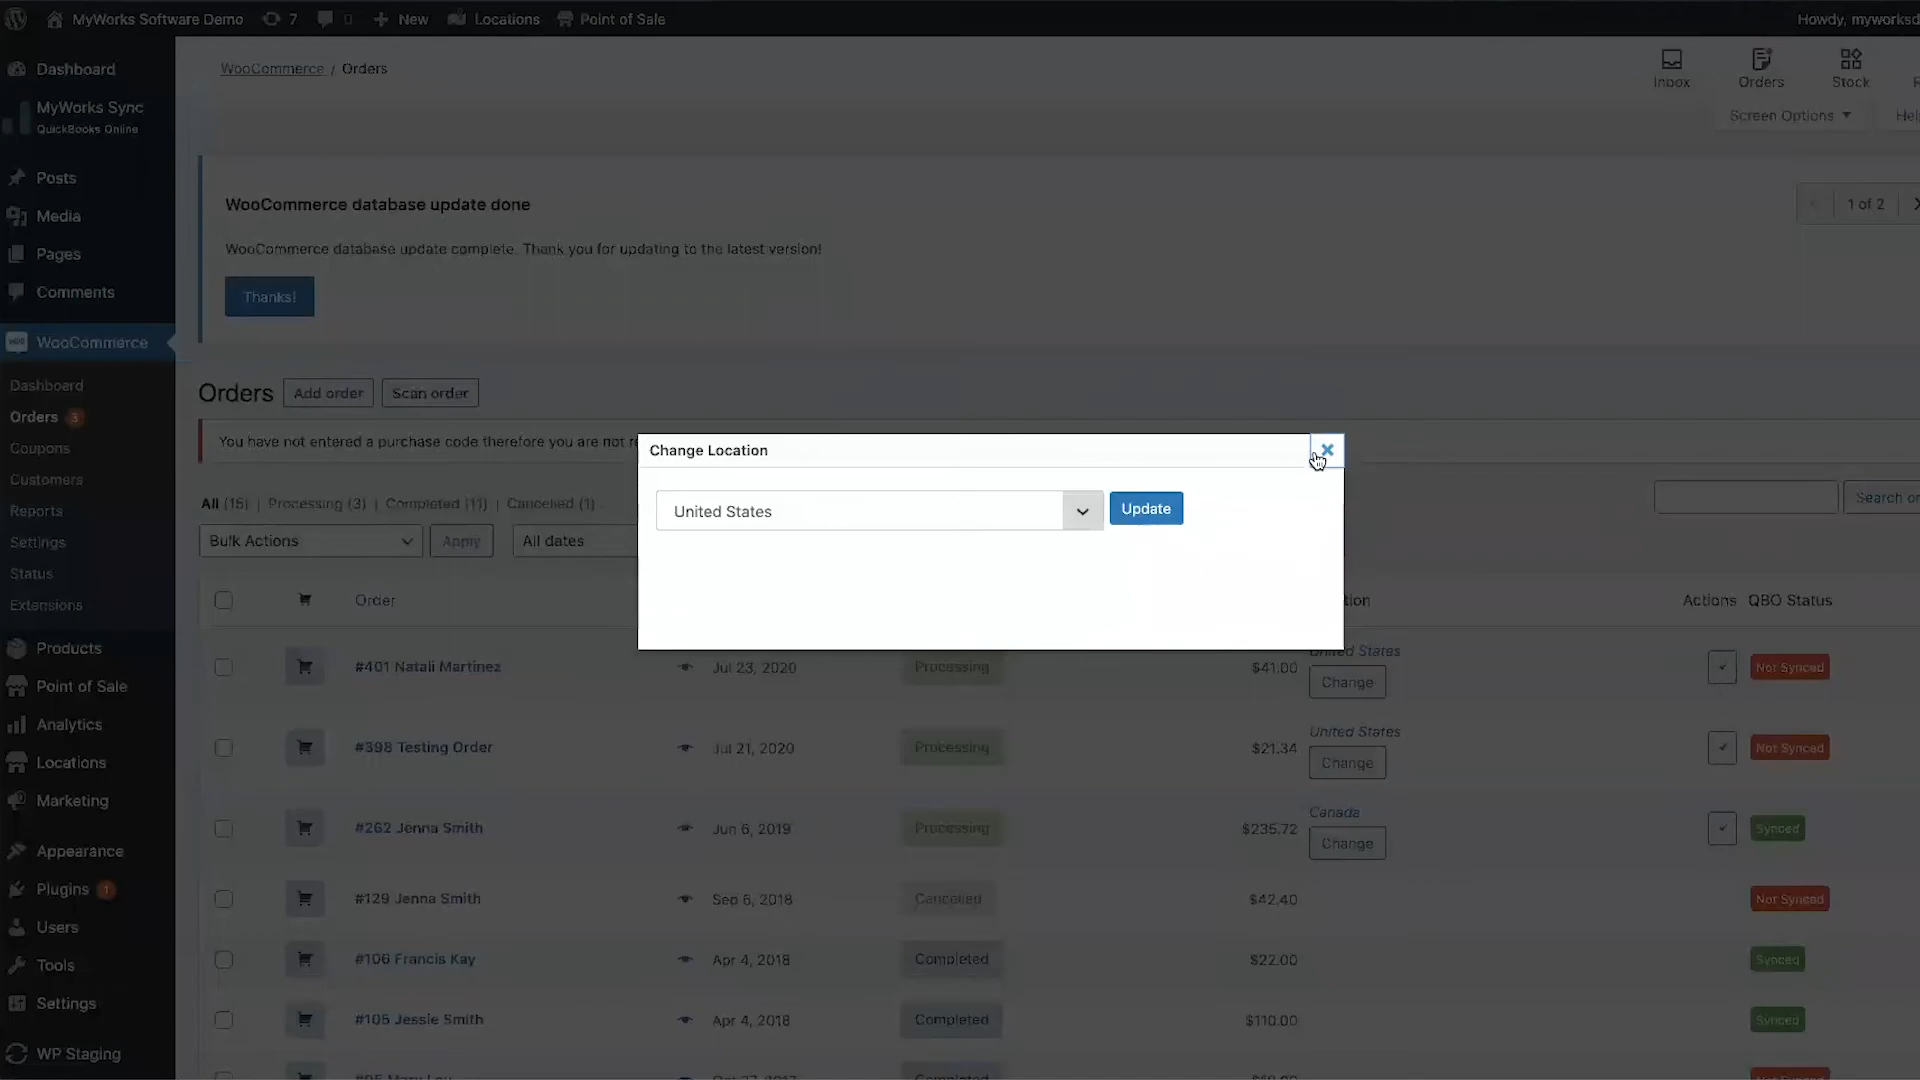 MyWorks Software Demo
7
0
New
Locations
Point of Sale
Howdy, myworksd
Dashboard
MyWorks Sync
QuickBooks Online
Posts
Media
Pages
Comments
WooCommerce
Dashboard
Orders 3
Coupons
Customers
Reports
Settings
Status
Extensions
Products
Point of Sale
Analytics
Locations
Marketing
Appearance
Plugins 1
Users
Tools
Settings
WP Staging
WooCommerce / Orders
Inbox
Orders
Stock
Screen Options
Help
WooCommerce database update done
1 of 2
WooCommerce database update complete. Thank you for updating to the latest version!
Thanks!
Orders
Add order
Scan order
You have not entered a purchase code therefore you are not re
Change Location
United States
Update
All (15) | Processing (3) | Completed (11) | Cancelled (1)
Search or
Bulk Actions
Apply
All dates
Order
tion
Actions
QBO Status
#401 Natali Martinez
Jul 23, 2020
Processing
$41.00
United States
Change
Not Synced
#398 Testing Order
Jul 21, 2020
Processing
$21.34
United States
Change
Not Synced
#262 Jenna Smith
Jun 6, 2019
Processing
$235.72
Canada
Change
Synced
#129 Jenna Smith
Sep 6, 2018
Cancelled
$42.40
Not Synced
#106 Francis Kay
Apr 4, 2018
Completed
$22.00
Synced
#105 Jessie Smith
Apr 4, 2018
Completed
$110.00
Synced